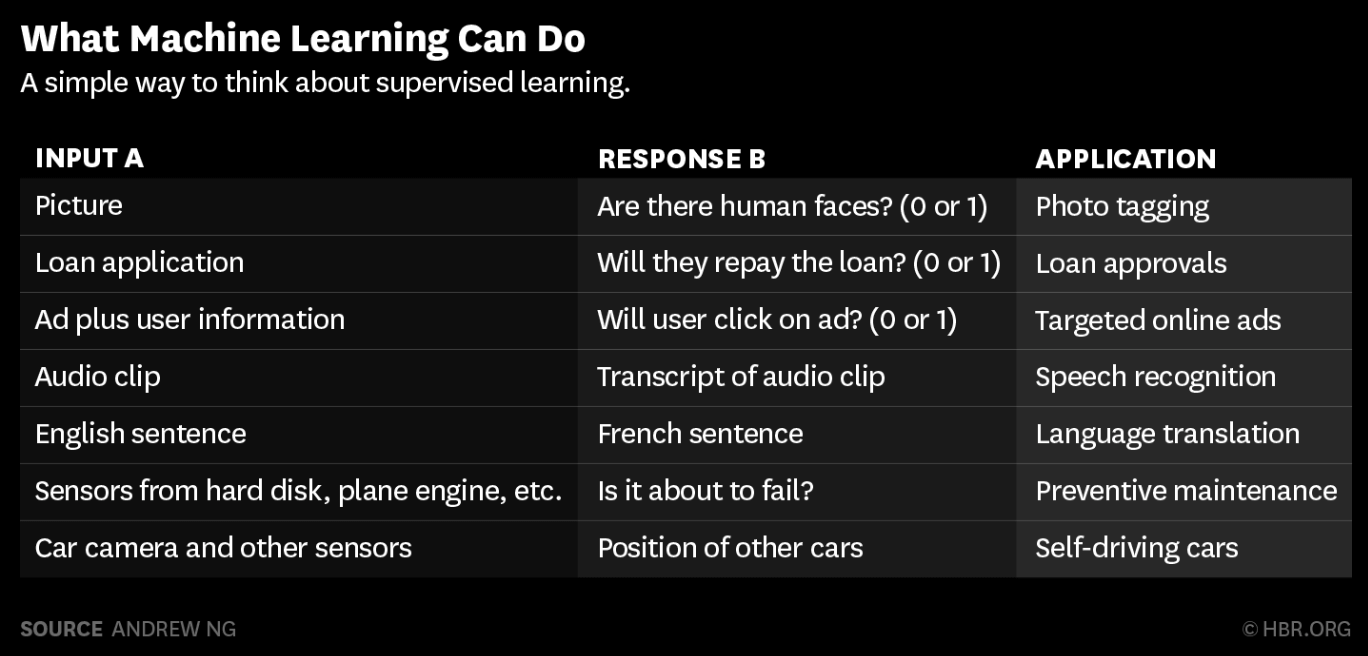 What Machine Learning Can Do
A simple way to think about supervised learning.
INPUT A RESPONSE B APPLICATION
Picture Are there human faces? (0 or 1) Photo tagging
Loan application Will they repay the loan? (0 or 1) Loan approvals
Ad plus user information Will user click on ad? (0 or 1) Targeted online ads
Audio clip Transcript of audio clip Speech recognition
English sentence French sentence Language translation
Sensors from hard disk, plane engine, etc. Is it about to fail? Preventive maintenance
Car camera and other sensors Position of other cars Self-driving cars
SOURCE ANDREW NG © HBR.ORG